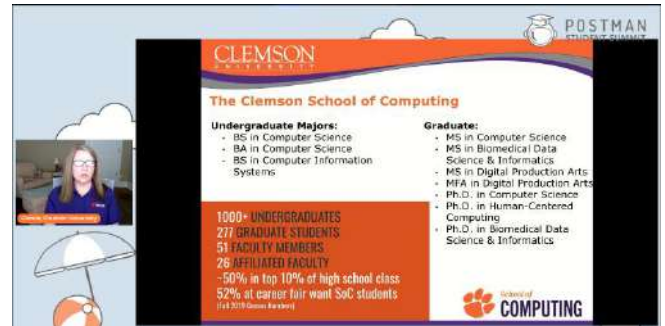 POSTMAN
STUDENT SUMMIT
CLEMSON
UNIVERSITY
The Clemson School of Computing
Undergraduate Majors:
- BS in Computer Science
- BA in Computer Science
- BS in Computer Information
Systems
Graduate:
- MS in Computer Science
- MS in Biomedical Data
Science & Informatics
- MS in Digital Production Arts
- MFA in Digital Production Arts
- Ph.D. in Computer Science
- Ph.D. in Human-Centered
Computing
- Ph.D. in Biomedical Data
Science & Informatics
1000+ UNDERGRADUATES
277 GRADUATE STUDENTS
51 FACULTY MEMBERS
26 AFFILIATED FACULTY
~50% in top 10% of high school class
52% at career fair want SoC students
(Fall 2019 Census Numbers)
School of
COMPUTING